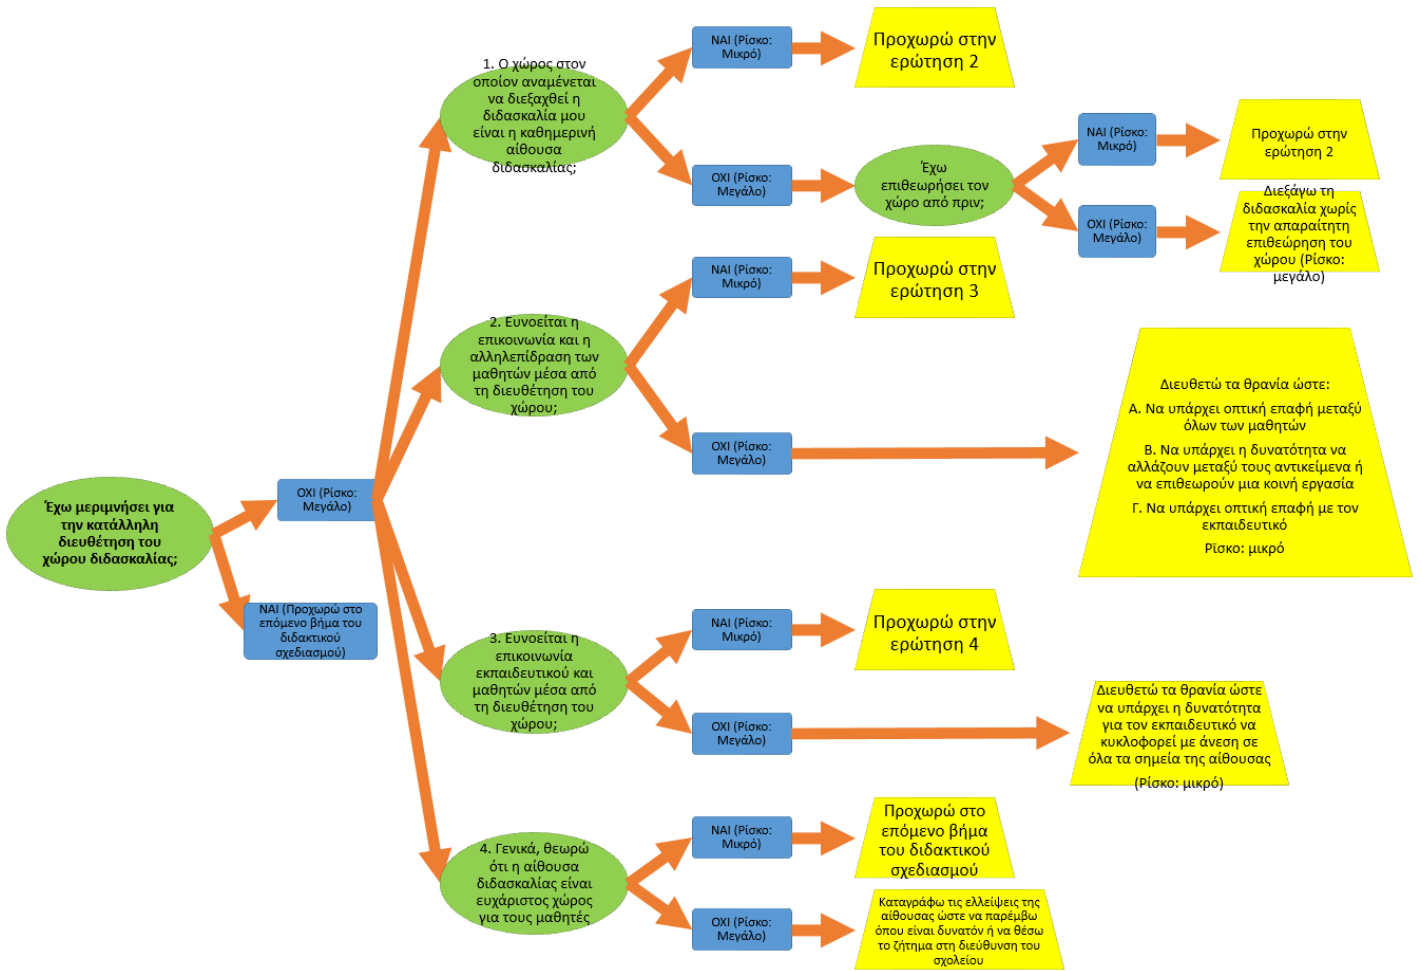 Έχω μεριμνήσει για
την κατάλληλη
διευθέτηση του
χώρου διδασκαλίας;
ΟΧΙ (Ρίσκο:
Μεγάλο)
ΝΑΙ (Προχωρώ στο
επόμενο βήμα του
διδακτικού
σχεδιασμού)
1. Ο χώρος στον
οποίον αναμένεται
να διεξαχθεί η
διδασκαλία μου
είναι η καθημερινή
αίθουσα
διδασκαλίας;
ΝΑΙ (Ρίσκο:
Μικρό)
Προχωρώ στην
ερώτηση 2
ΟΧΙ (Ρίσκο:
Μεγάλο)
Έχω
επιθεωρήσει τον
χώρο από πριν;
ΝΑΙ (Ρίσκο:
Μικρό)
Προχωρώ στην
ερώτηση 2
ΟΧΙ (Ρίσκο:
Μεγάλο)
Διεξάγω τη
διδασκαλία χωρίς
την απαραίτητη
επιθεώρηση του
χώρου (Ρίσκο:
μεγάλο)
2. Ευνοείται η
επικοινωνία και η
αλληλεπίδραση των
μαθητών μέσα από
τη διευθέτηση του
χώρου;
ΝΑΙ (Ρίσκο:
Μικρό)
Προχωρώ στην
ερώτηση 3
ΟΧΙ (Ρίσκο:
Μεγάλο)
Διευθετώ τα θρανία ώστε:
Α. Να υπάρχει οπτική επαφή μεταξύ
όλων των μαθητών
Β. Να υπάρχει η δυνατότητα να
αλλάζουν μεταξύ τους αντικείμενα ή
να επιθεωρούν μια κοινή εργασία
Γ. Να υπάρχει οπτική επαφή με τον
εκπαιδευτικό
Ρϊσκο: μικρό
3. Ευνοείται η
επικοινωνία
εκπαιδευτικού και
μαθητών μέσα από
τη διευθέτηση του
χώρου;
ΝΑΙ (Ρίσκο:
Μικρό)
Προχωρώ στην
ερώτηση 4
ΟΧΙ (Ρίσκο:
Μεγάλο)
Διευθετώ τα θρανία ώστε
να υπάρχει η δυνατότητα
για τον εκπαιδευτικό να
κυκλοφορεί με άνεση σε
όλα τα σημεία της αίθουσας
(Ρίσκο: μικρό)
4. Γενικά, θεωρώ
ότι η αίθουσα
διδασκαλίας είναι
ευχάριστος χώρος
για τους μαθητές
ΝΑΙ (Ρίσκο:
Μικρό)
Προχωρώ στο
επόμενο βήμα
του διδακτικού
σχεδιασμού
ΟΧΙ (Ρίσκο:
Μεγάλο)
Καταγράφω τις ελλείψεις της
αίθουσας ώστε να παρέμβω
όπου είναι δυνατόν ή να θέσω
το ζήτημα στη διεύθυνση του
σχολείου